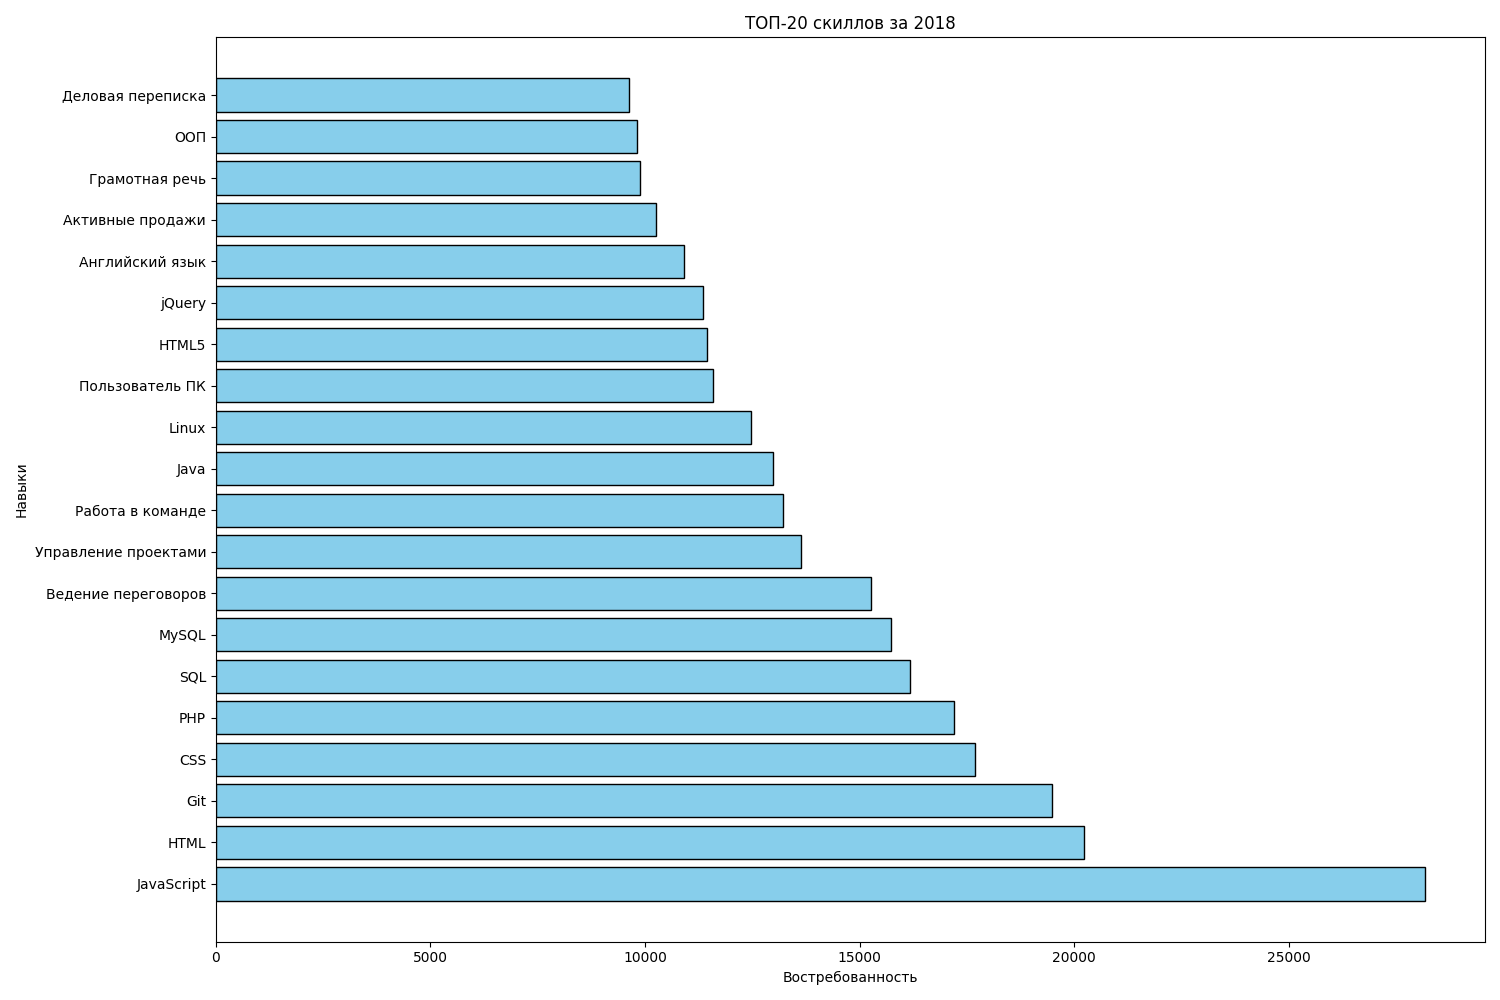 ТОП-20 скиллов за 2018
Навыки
Деловая переписка
ООП
Грамотная речь
Активные продажи
Английский язык
jQuery
HTML5
Пользователь ПК
Linux
Java
Работа в команде
Управление проектами
Ведение переговоров
MySQL
SQL
PHP
CSS
Git
HTML
JavaScript
0 5000 10000 15000 20000 25000
Востребованность